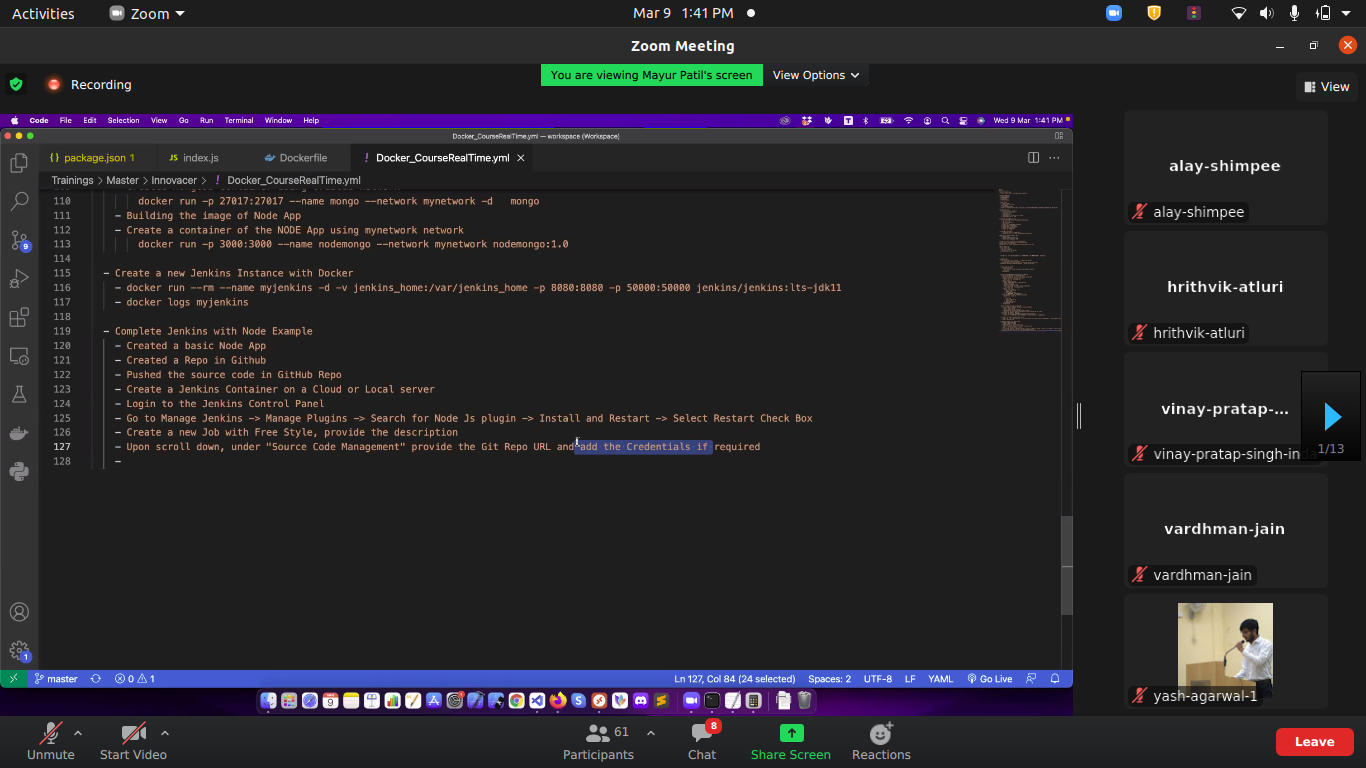 Activities
Zoom
Mar 9 1:41 PM
Zoom Meeting
Recording
You are viewing Mayur Patil's screen
View Options
View
Code File Edit Selection View Go Run Terminal Window Help
Wed 9 Mar 1:41 PM
Docker_CourseRealTime.yml — workspace (Workspace)
{ } package.json 1
JS index.js
Dockerfile
! Docker_CourseRealTime.yml
Trainings > Master > Innovacer > ! Docker_CourseRealTime.yml
110 docker run -p 27017:27017 --name mongo --network mynetwork -d mongo
111 - Building the image of Node App
112 - Create a container of the NODE App using mynetwork network
113 docker run -p 3000:3000 --name nodemongo --network mynetwork nodemongo:1.0
114
115 - Create a new Jenkins Instance with Docker
116 - docker run --rm --name myjenkins -d -v jenkins_home:/var/jenkins_home -p 8080:8080 -p 50000:50000 jenkins/jenkins:lts-jdk11
117 - docker logs myjenkins
118
119 - Complete Jenkins with Node Example
120 - Created a basic Node App
121 - Created a Repo in Github
122 - Pushed the source code in GitHub Repo
123 - Create a Jenkins Container on a Cloud or Local server
124 - Login to the Jenkins Control Panel
125 - Go to Manage Jenkins -> Manage Plugins -> Search for Node Js plugin -> Install and Restart -> Select Restart Check Box
126 - Create a new Job with Free Style, provide the description
127 - Upon scroll down, under "Source Code Management" provide the Git Repo URL and add the Credentials if required
128 -
9
1
master
0
1
Ln 127, Col 84 (24 selected)
Spaces: 2
UTF-8
LF
YAML
Go Live
alay-shimpee
alay-shimpee
hrithvik-atluri
hrithvik-atluri
vinay-pratap-...
vinay-pratap-singh-in
1/13
vardhman-jain
vardhman-jain
yash-agarwal-1
Unmute
Start Video
61
Participants
8
Chat
Share Screen
Reactions
Leave